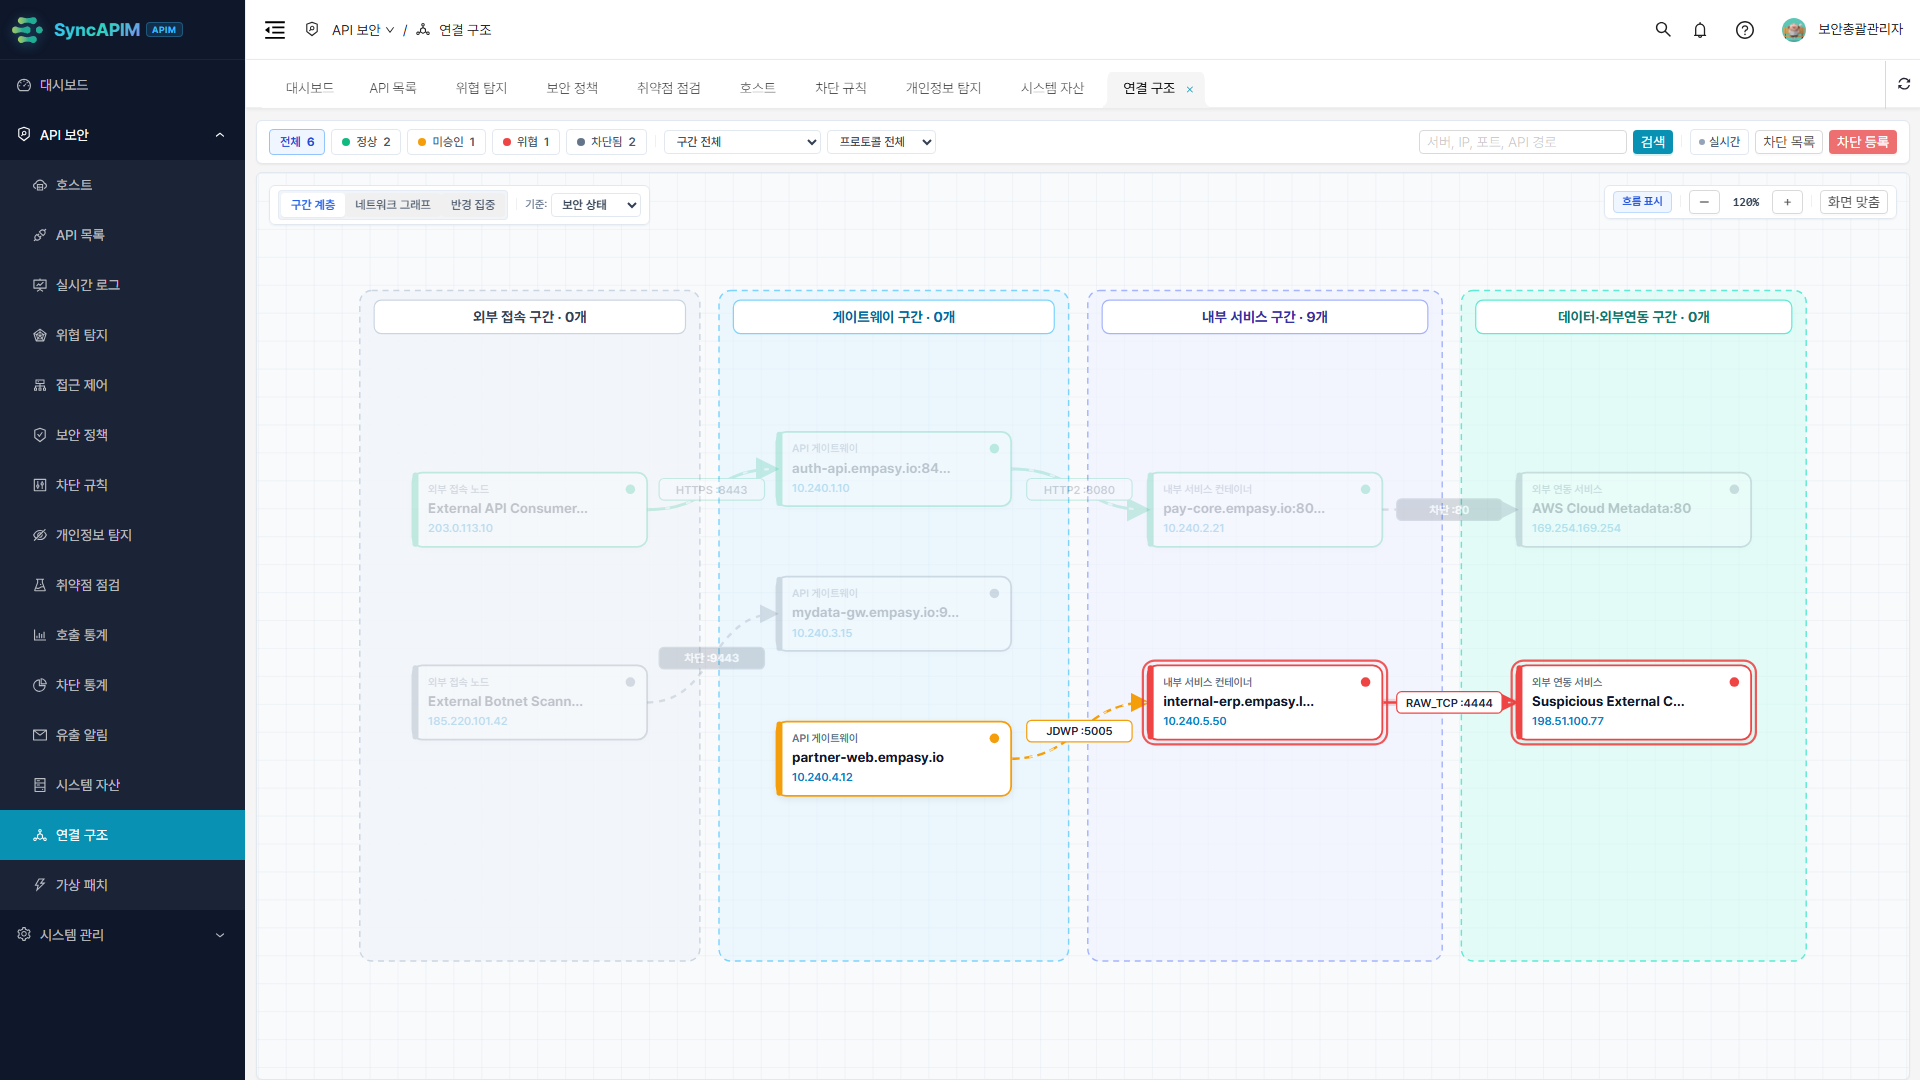 SyncAPIM APIM
API 보안 / 연결 구조
보안총괄관리자
대시보드
API 보안
호스트
API 목록
실시간 로그
위협 탐지
접근 제어
보안 정책
차단 규칙
개인정보 탐지
취약점 점검
호출 통계
차단 통계
유출 알림
시스템 자산
연결 구조
가상 패치
시스템 관리
대시보드 API 목록 위협 탐지 보안 정책 취약점 점검 호스트 차단 규칙 개인정보 탐지 시스템 자산 연결 구조 ×
전체 6 정상 2 미승인 1 위협 1 차단됨 2 구간 전체 프로토콜 전체 서버, IP, 포트, API 경로 검색 실시간 차단 목록 차단 등록
구간 계층 네트워크 그래프 반경 집중 기준: 보안 상태 흐름 표시 − 120% + 화면 맞춤
외부 접속 구간 · 0개
게이트웨이 구간 · 0개
내부 서비스 구간 · 9개
데이터·외부연동 구간 · 0개
API 게이트웨이
auth-api.empasy.io:84...
10.240.1.10
외부 접속 노드
External API Consumer...
203.0.113.10
HTTPS :8443
HTTP2 :8080
내부 서비스 컨테이너
pay-core.empasy.io:80...
10.240.2.21
차단 :80
외부 연동 서비스
AWS Cloud Metadata:80
169.254.169.254
API 게이트웨이
mydata-gw.empasy.io:9...
10.240.3.15
차단 :9443
외부 접속 노드
External Botnet Scann...
185.220.101.42
API 게이트웨이
partner-web.empasy.io
10.240.4.12
JDWP :5005
내부 서비스 컨테이너
internal-erp.empasy.l...
10.240.5.50
RAW_TCP :4444
외부 연동 서비스
Suspicious External C...
198.51.100.77